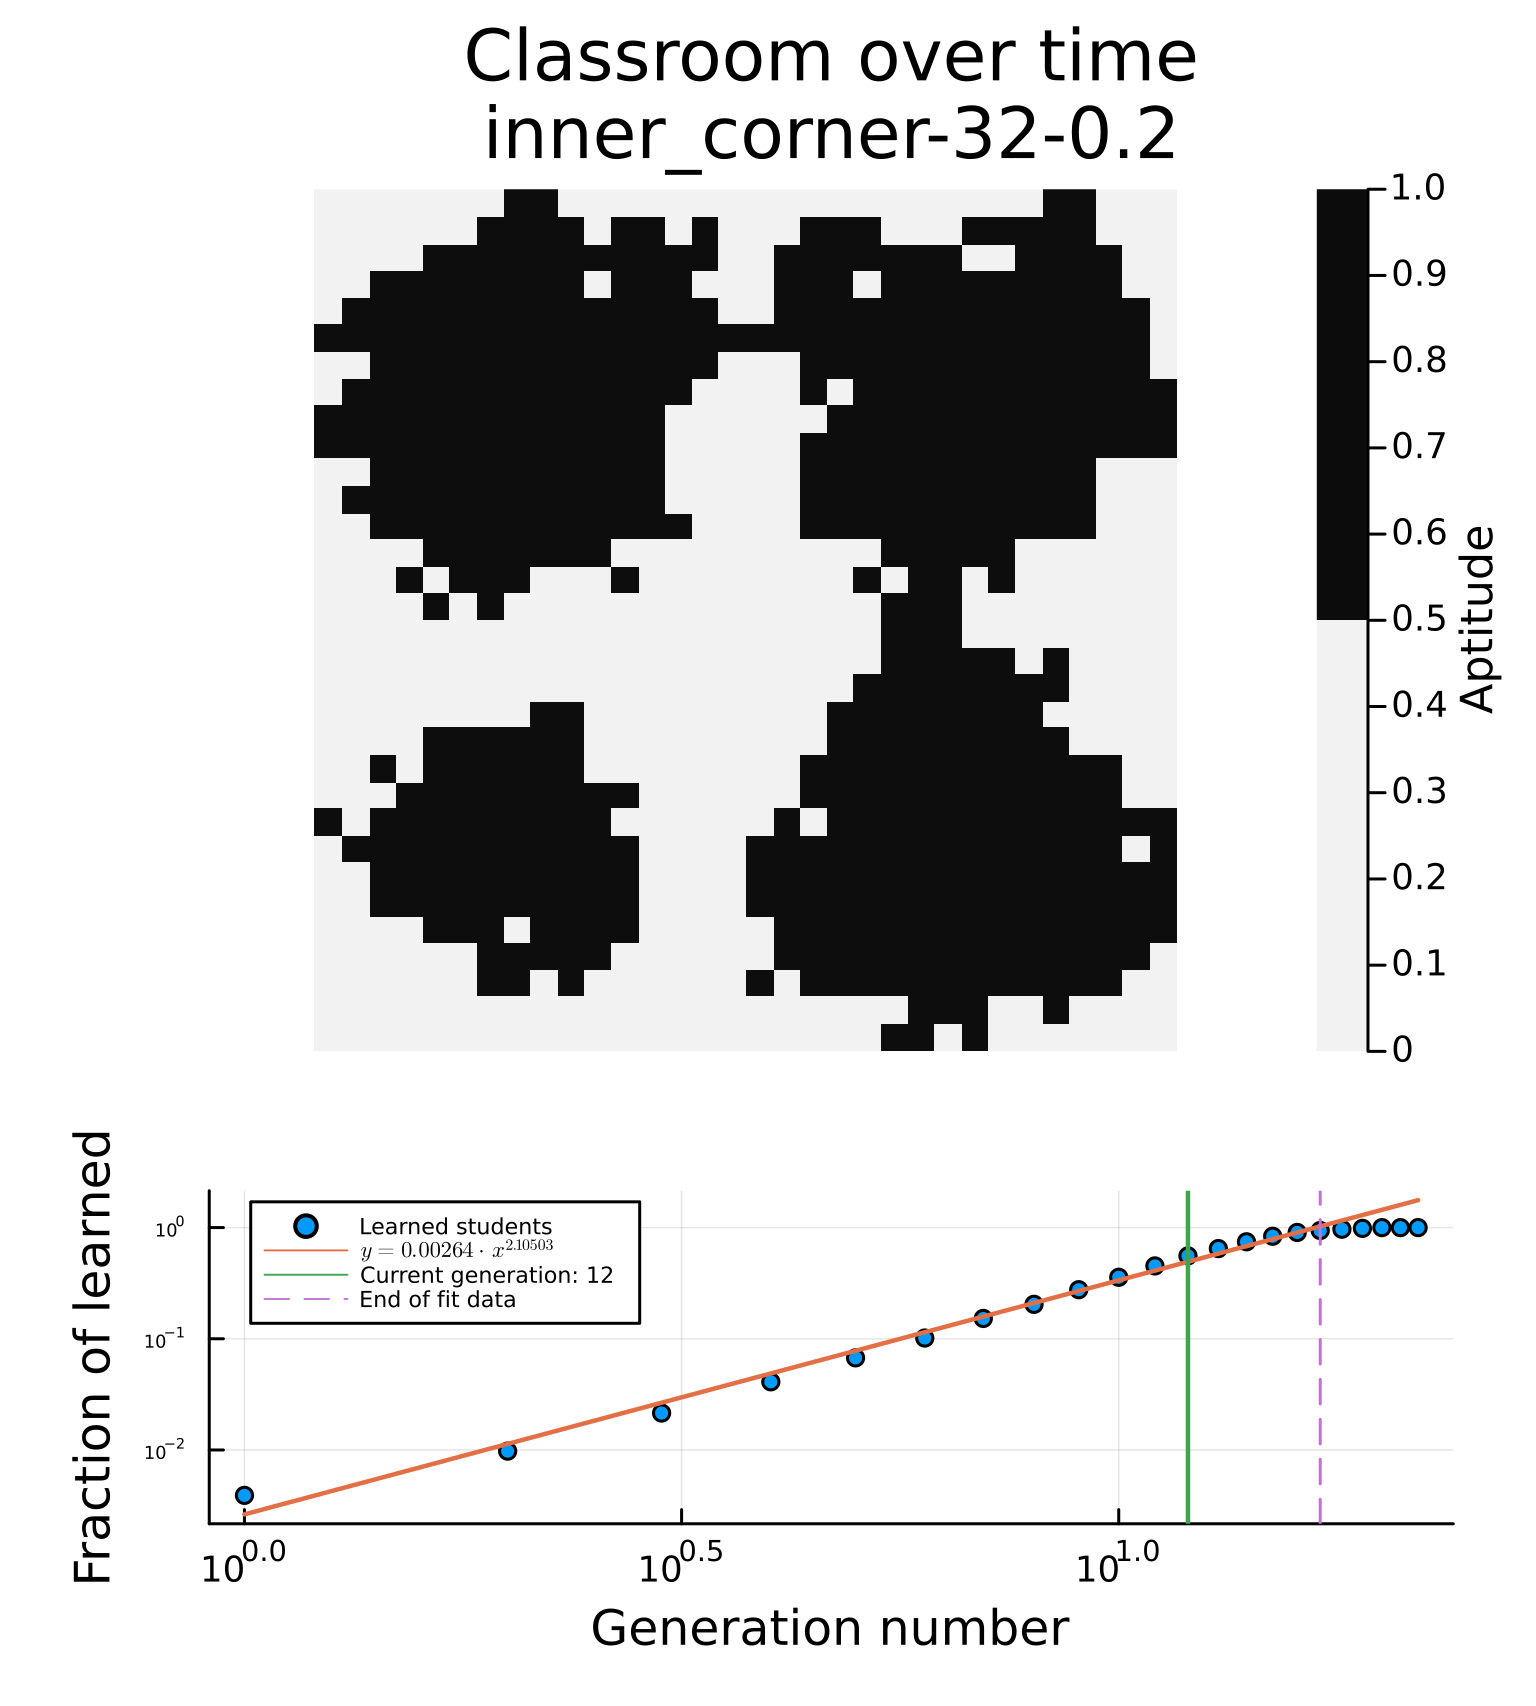 Classroom over time
inner_corner-32-0.2
1.0
0.9
0.8
0.7
0.6
0.5
0.4
0.3
0.2
0.1
0
Aptitude
Fraction of learned
10⁰
10⁻¹
10⁻²
Learned students
y = 0.00264 · x^2.10503
Current generation: 12
End of fit data
10^0.0
10^0.5
10^1.0
Generation number